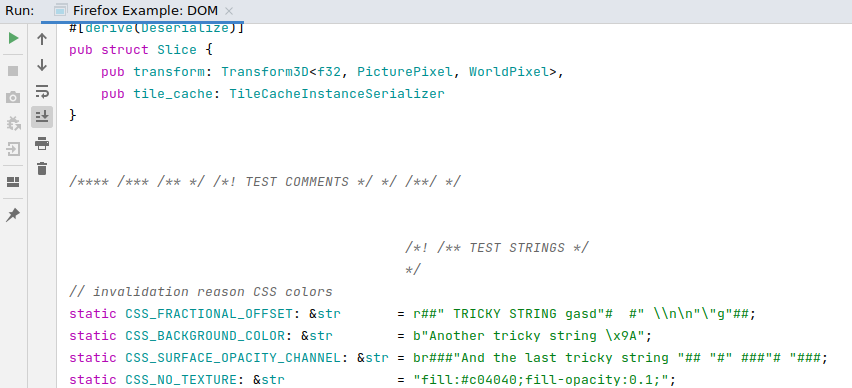 Run: Firefox Example: DOM ×
#[derive(Deserialize)]
pub struct Slice {
    pub transform: Transform3D<f32, PicturePixel, WorldPixel>,
    pub tile_cache: TileCacheInstanceSerializer
}
/**** /*** /** */ /*! TEST COMMENTS */ */ /**/ */
/*! /** TEST STRINGS */
*/
// invalidation reason CSS colors
static CSS_FRACTIONAL_OFFSET: &str       = r##" TRICKY STRING gasd"#  #" \\n\n"\"g"##;
static CSS_BACKGROUND_COLOR: &str        = b"Another tricky string \x9A";
static CSS_SURFACE_OPACITY_CHANNEL: &str = br###"And the last tricky string "## "#" ###"# "###;
static CSS_NO_TEXTURE: &str              = "fill:#c04040;fill-opacity:0.1;";